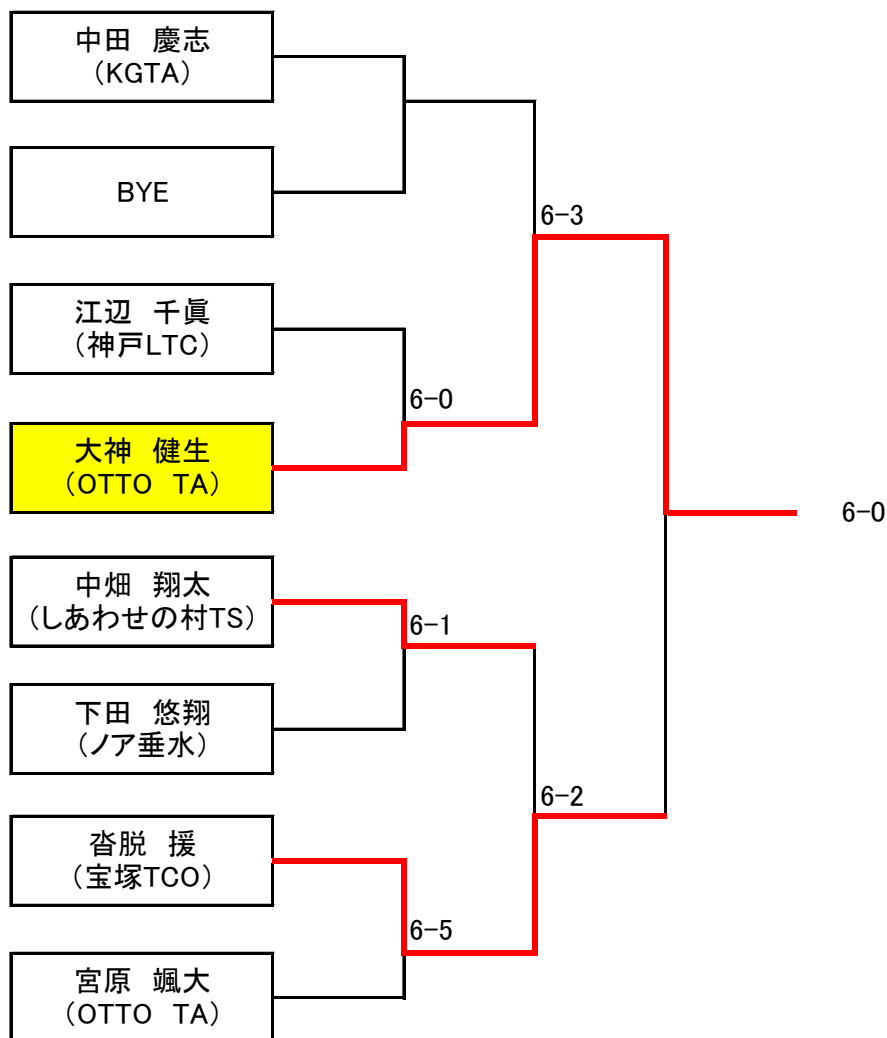 中田　慶志
(KGTA)
BYE
6-3
江辺　千眞
(神戸LTC)
6-0
大神　健生
(OTTO　TA)
6-0
中畑　翔太
(しあわせの村TS)
6-1
下田　悠翔
(ノア垂水)
6-2
沓脱　援
(宝塚TCO)
6-5
宮原　颯大
(OTTO　TA)